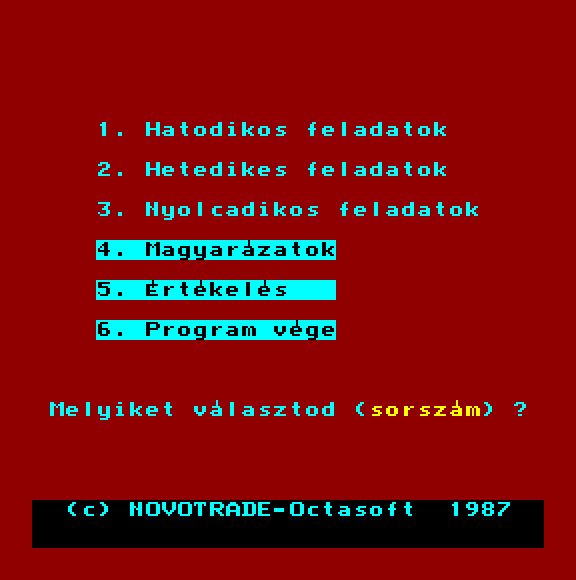 1. Hatodikos feladatok
2. Hetedikes feladatok
3. Nyolcadikos feladatok
4. Magyarázatok
5. Értékelés
6. Program vége
Melyiket választod (sorszám) ?
(c) NOVOTRADE-Octasoft 1987